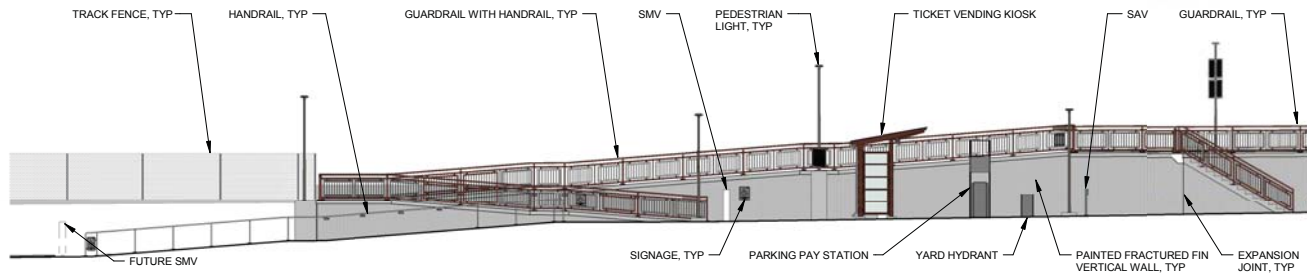 TRACK FENCE, TYP
HANDRAIL, TYP
GUARDRAIL WITH HANDRAIL, TYP
SMV
PEDESTRIAN
LIGHT, TYP
TICKET VENDING KIOSK
SAV
GUARDRAIL, TYP
FUTURE SMV
SIGNAGE, TYP
PARKING PAY STATION
YARD HYDRANT
PAINTED FRACTURED FIN
VERTICAL WALL, TYP
EXPANSION
JOINT, TYP